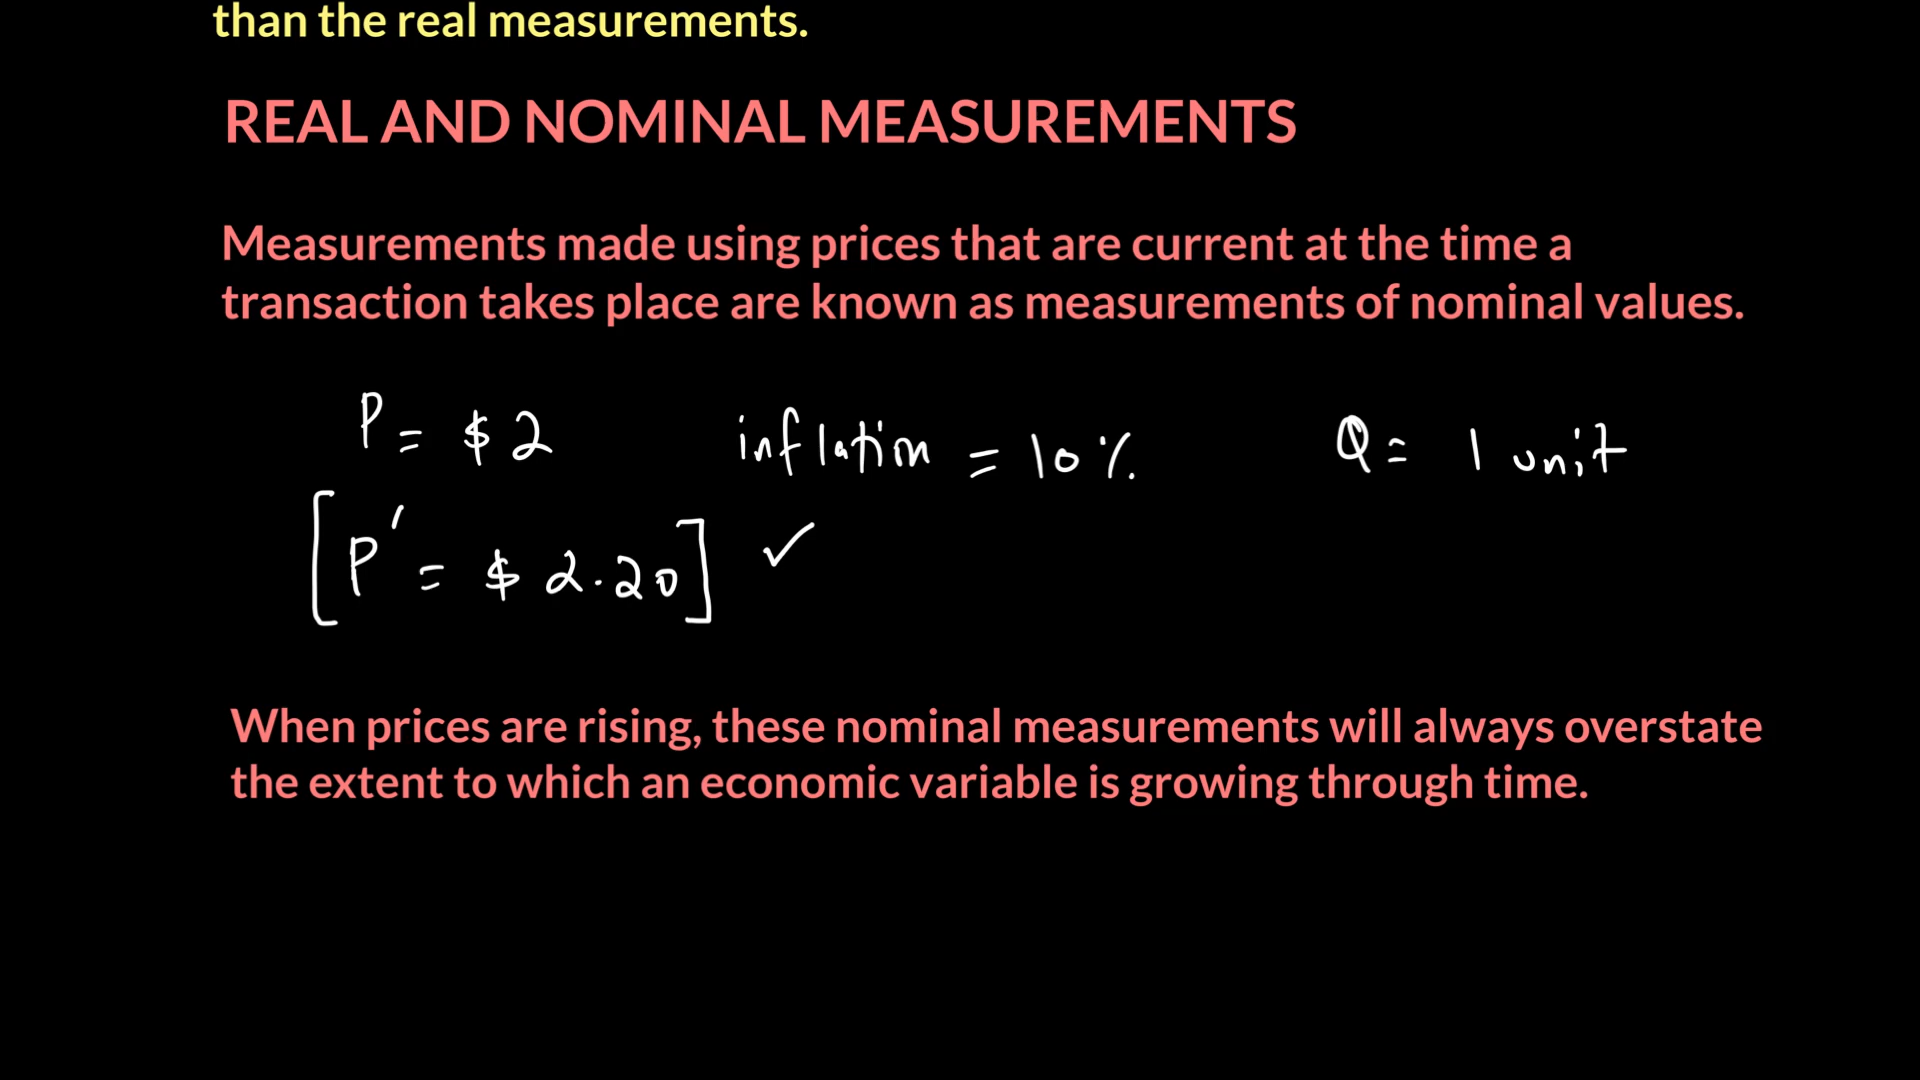 than the real measurements.
REAL AND NOMINAL MEASUREMENTS
Measurements made using prices that are current at the time a
transaction takes place are known as measurements of nominal values.
P = $ 2 inflation = 10 % Q = 1 unit
[P' = $ 2.20] ✓
When prices are rising, these nominal measurements will always overstate
the extent to which an economic variable is growing through time.